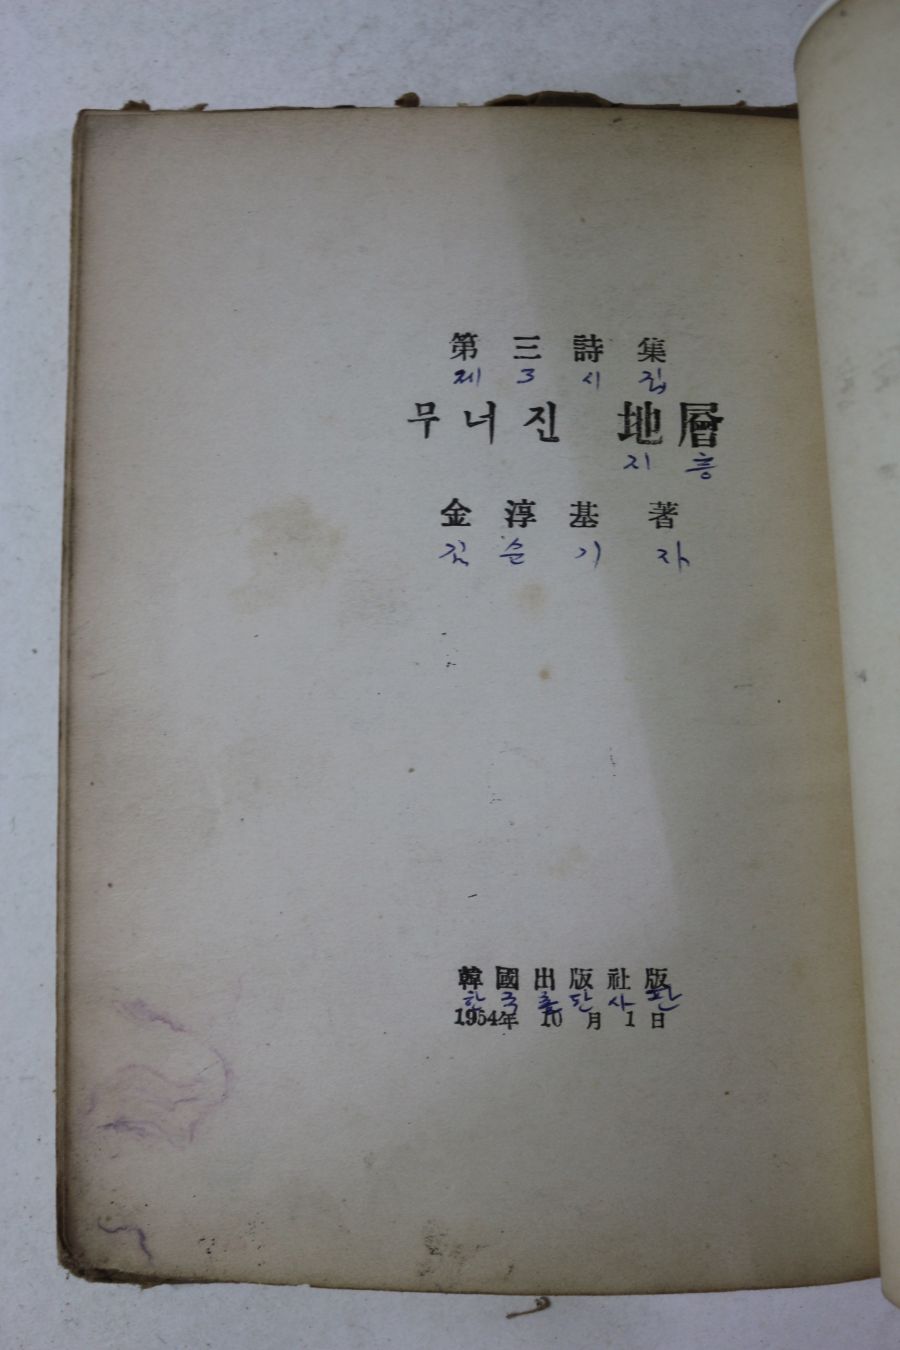 第三詩集
제 3 시 집
무너진 地層
지 층
金淳基 著
김 순 기 저
韓國出版社版
한 국 출 판 사 판
1954年 10月 1日